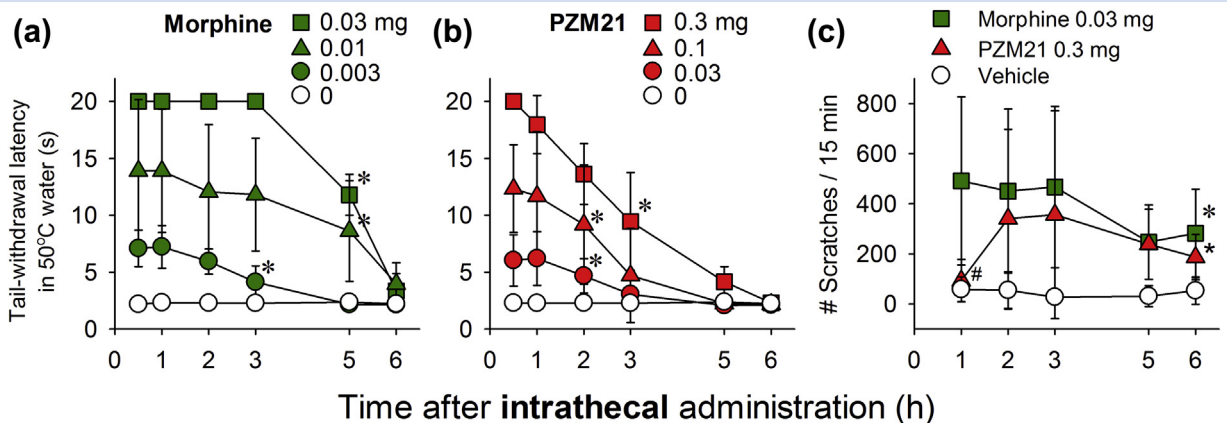 (a)
Morphine
0.03 mg
0.01
0.003
0
Tail-withdrawal latency
in 50°C water (s)
20
15
10
5
0
*
*
*
0 1 2 3 5 6
(b)
PZM21
0.3 mg
0.1
0.03
0
20
15
10
5
0
*
*
*
0 1 2 3 5 6
(c)
Morphine 0.03 mg
PZM21 0.3 mg
Vehicle
# Scratches / 15 min
800
600
400
200
0
#
*
*
0 1 2 3 5 6
Time after intrathecal administration (h)